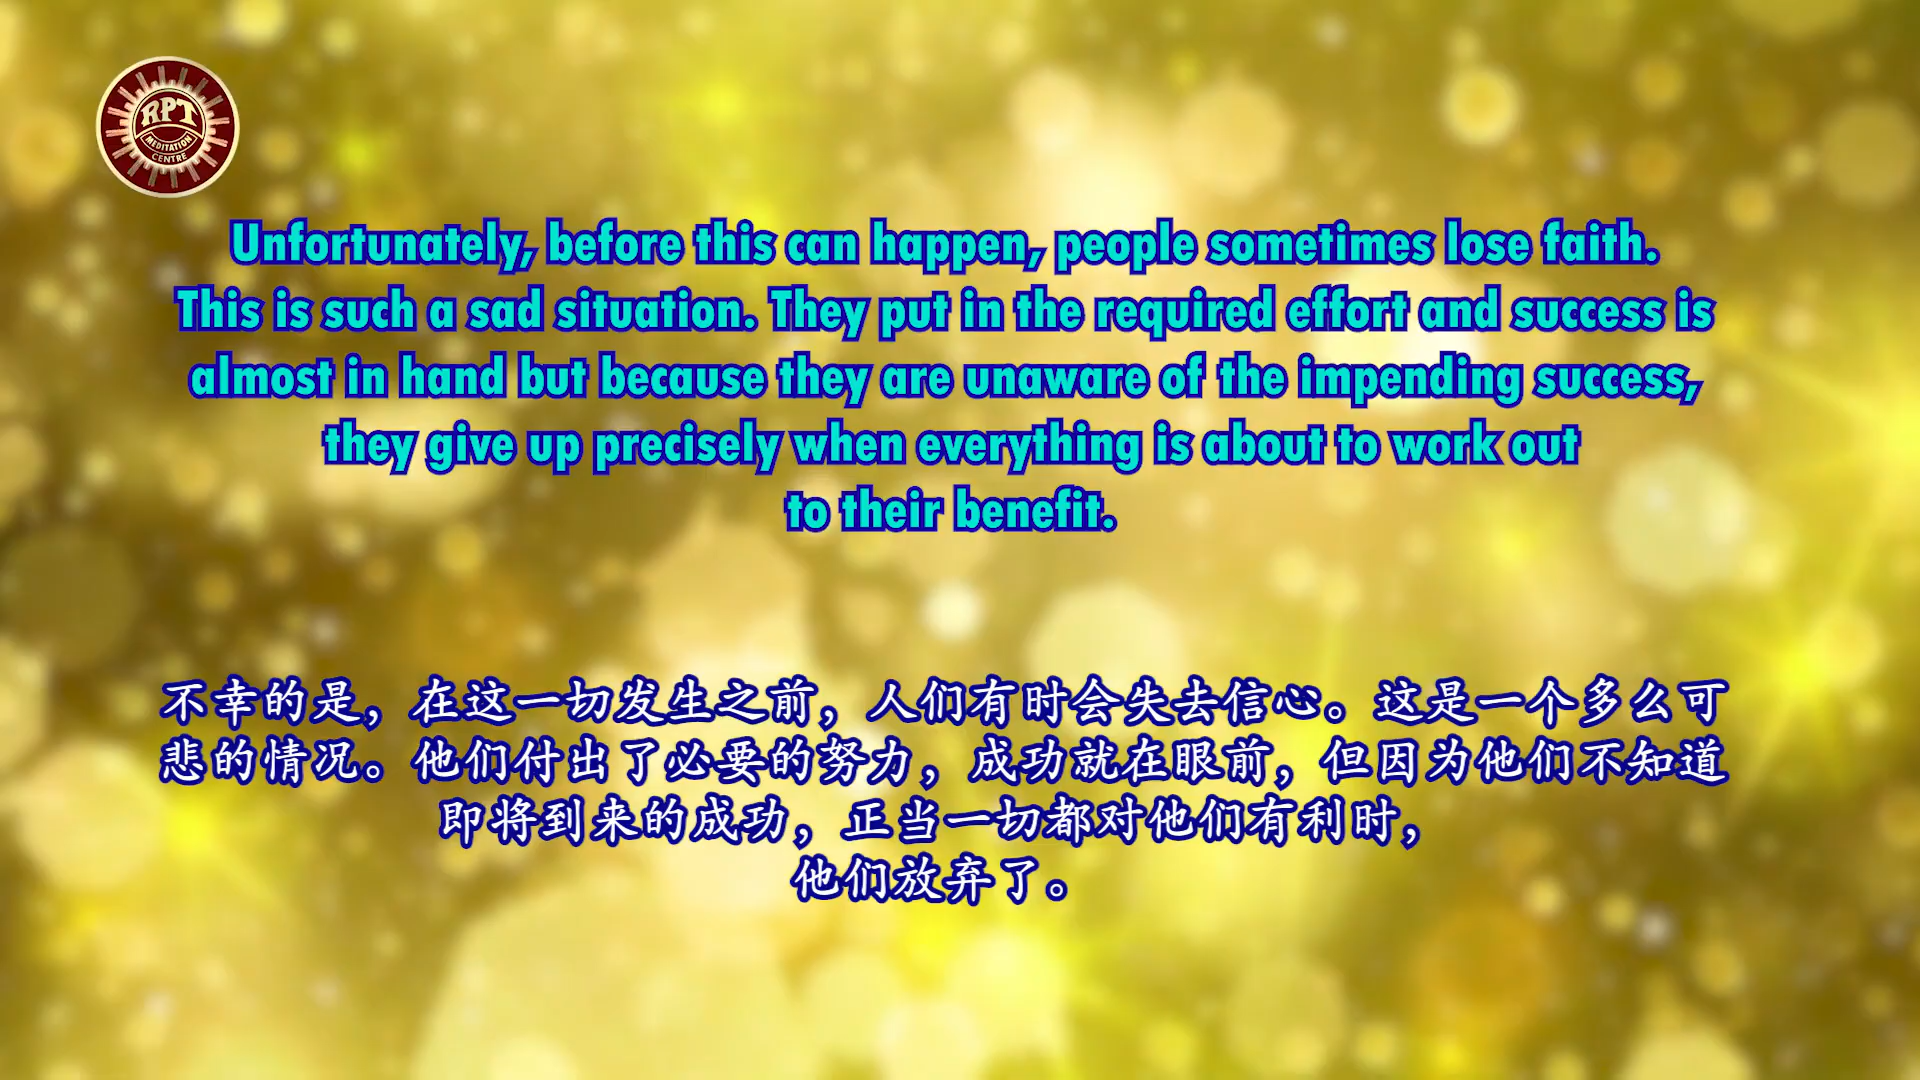 RPT
MEDITATION
CENTRE
Unfortunately, before this can happen, people sometimes lose faith.
This is such a sad situation. They put in the required effort and success is
almost in hand but because they are unaware of the impending success,
they give up precisely when everything is about to work out
to their benefit.
不幸的是，在这一切发生之前，人们有时会失去信心。这是一个多么可
悲的情况。他们付出了必要的努力，成功就在眼前，但因为他们不知道
即将到来的成功，正当一切都对他们有利时，
他们放弃了。